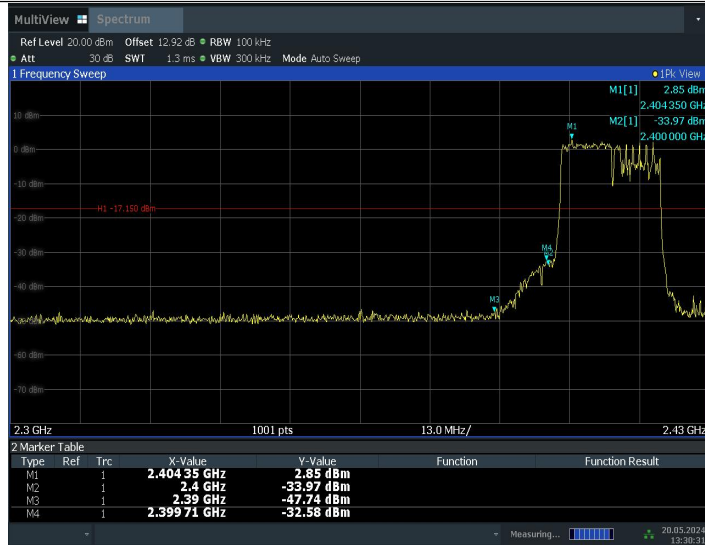 MultiView Spectrum
Ref Level 20.00 dBm Offset 12.92 dB RBW 100 kHz
Att 30 dB SWT 1.3 ms VBW 300 kHz Mode Auto Sweep
1 Frequency Sweep 1Pk View
M1[1] 2.85 dBm
2.404350 GHz
M2[1] -33.97 dBm
2.400000 GHz
10 dBm
M1
0 dBm
-10 dBm
H1 -17.150 dBm
-20 dBm
M4
-30 dBm
-40 dBm
M3
-60 dBm
-70 dBm
2.3 GHz 1001 pts 13.0 MHz/ 2.43 GHz
2 Marker Table
Type Ref Trc X-Value Y-Value Function Function Result
M1 1 2.404 35 GHz 2.85 dBm
M2 1 2.4 GHz -33.97 dBm
M3 1 2.39 GHz -47.74 dBm
M4 1 2.399 71 GHz -32.58 dBm
Measuring... 20.05.2024
13:30:31